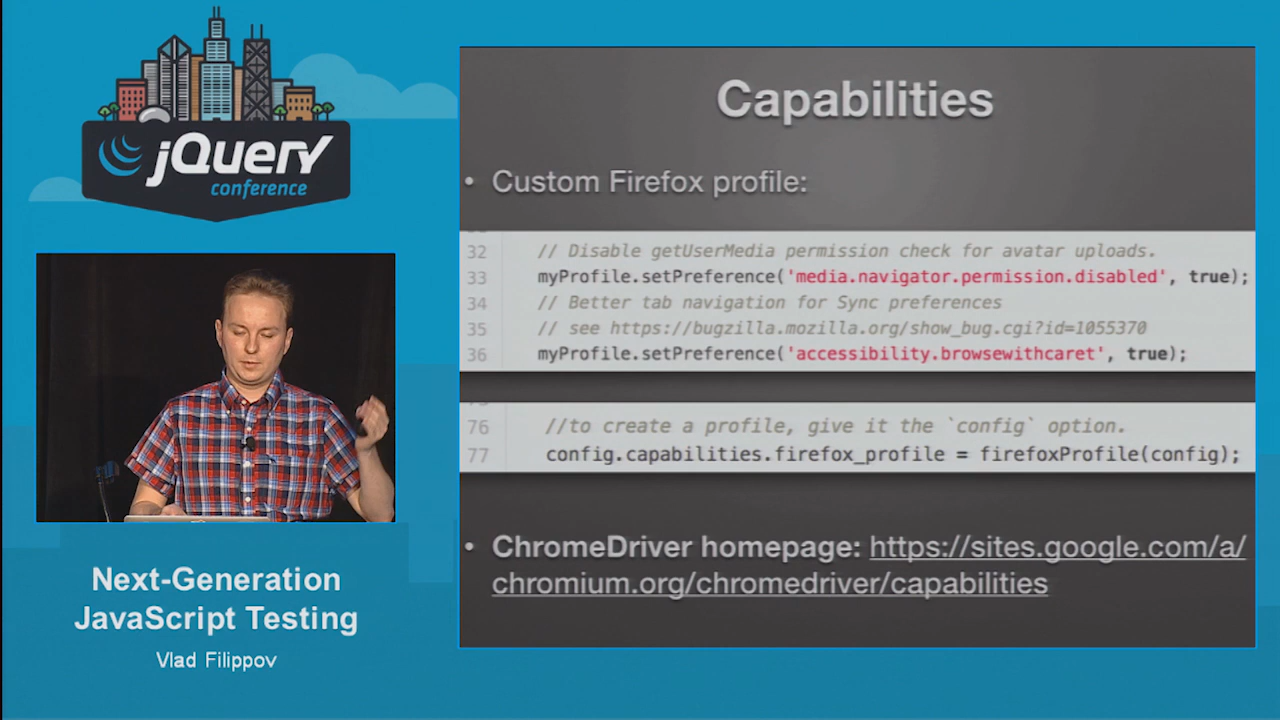 jQuery
conference
Next-Generation
JavaScript Testing
Vlad Filippov
Capabilities
• Custom Firefox profile:
32 // Disable getUserMedia permission check for avatar uploads.
33 myProfile.setPreference('media.navigator.permission.disabled', true);
34 // Better tab navigation for Sync preferences
35 // see https://bugzilla.mozilla.org/show_bug.cgi?id=1055370
36 myProfile.setPreference('accessibility.browsewithcaret', true);
76 //to create a profile, give it the `config` option.
77 config.capabilities.firefox_profile = firefoxProfile(config);
• ChromeDriver homepage: https://sites.google.com/a/
chromium.org/chromedriver/capabilities